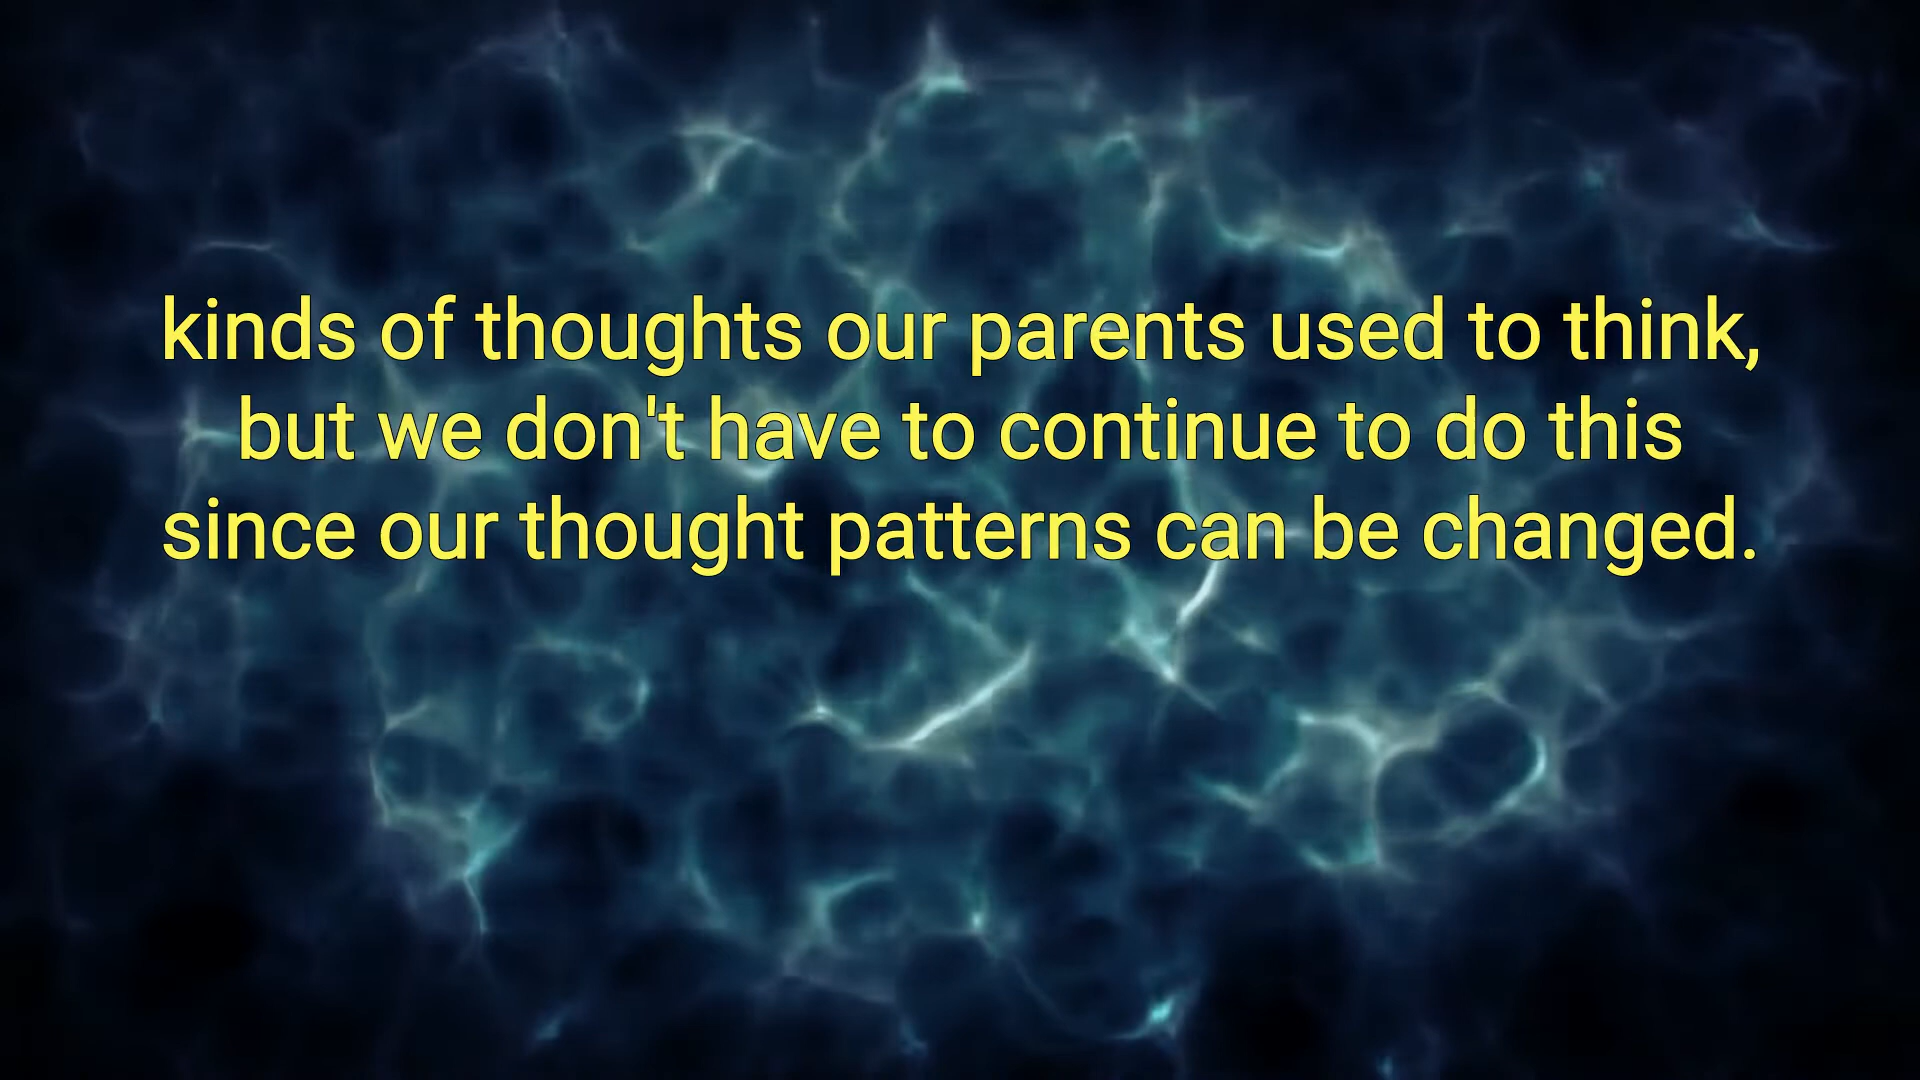 kinds of thoughts our parents used to think,
but we don't have to continue to do this
since our thought patterns can be changed.